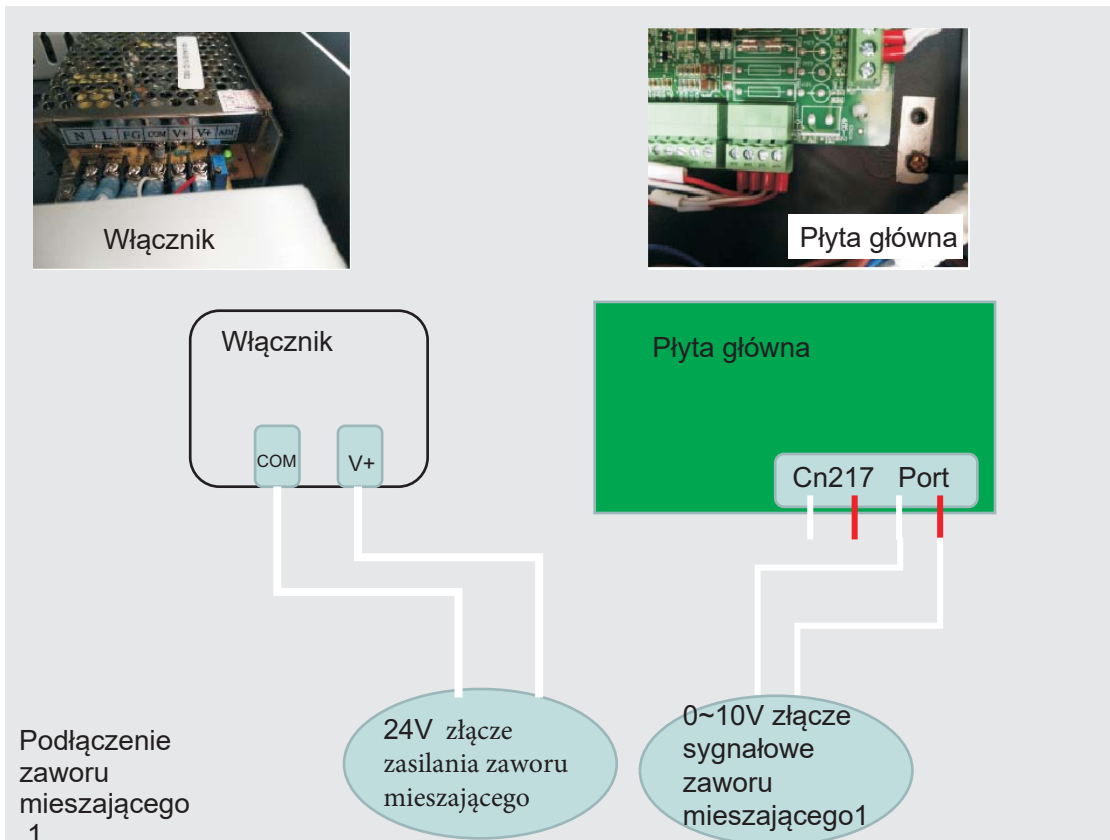 N L FG COM V+ V+ ADJ
Włącznik
Płyta główna
Włącznik
Płyta główna
COM V+
Cn217 Port
24V złącze
zasilania zaworu
mieszającego
0~10V złącze
sygnałowe
zaworu
mieszającego1
Podłączenie
zaworu
mieszającego
1